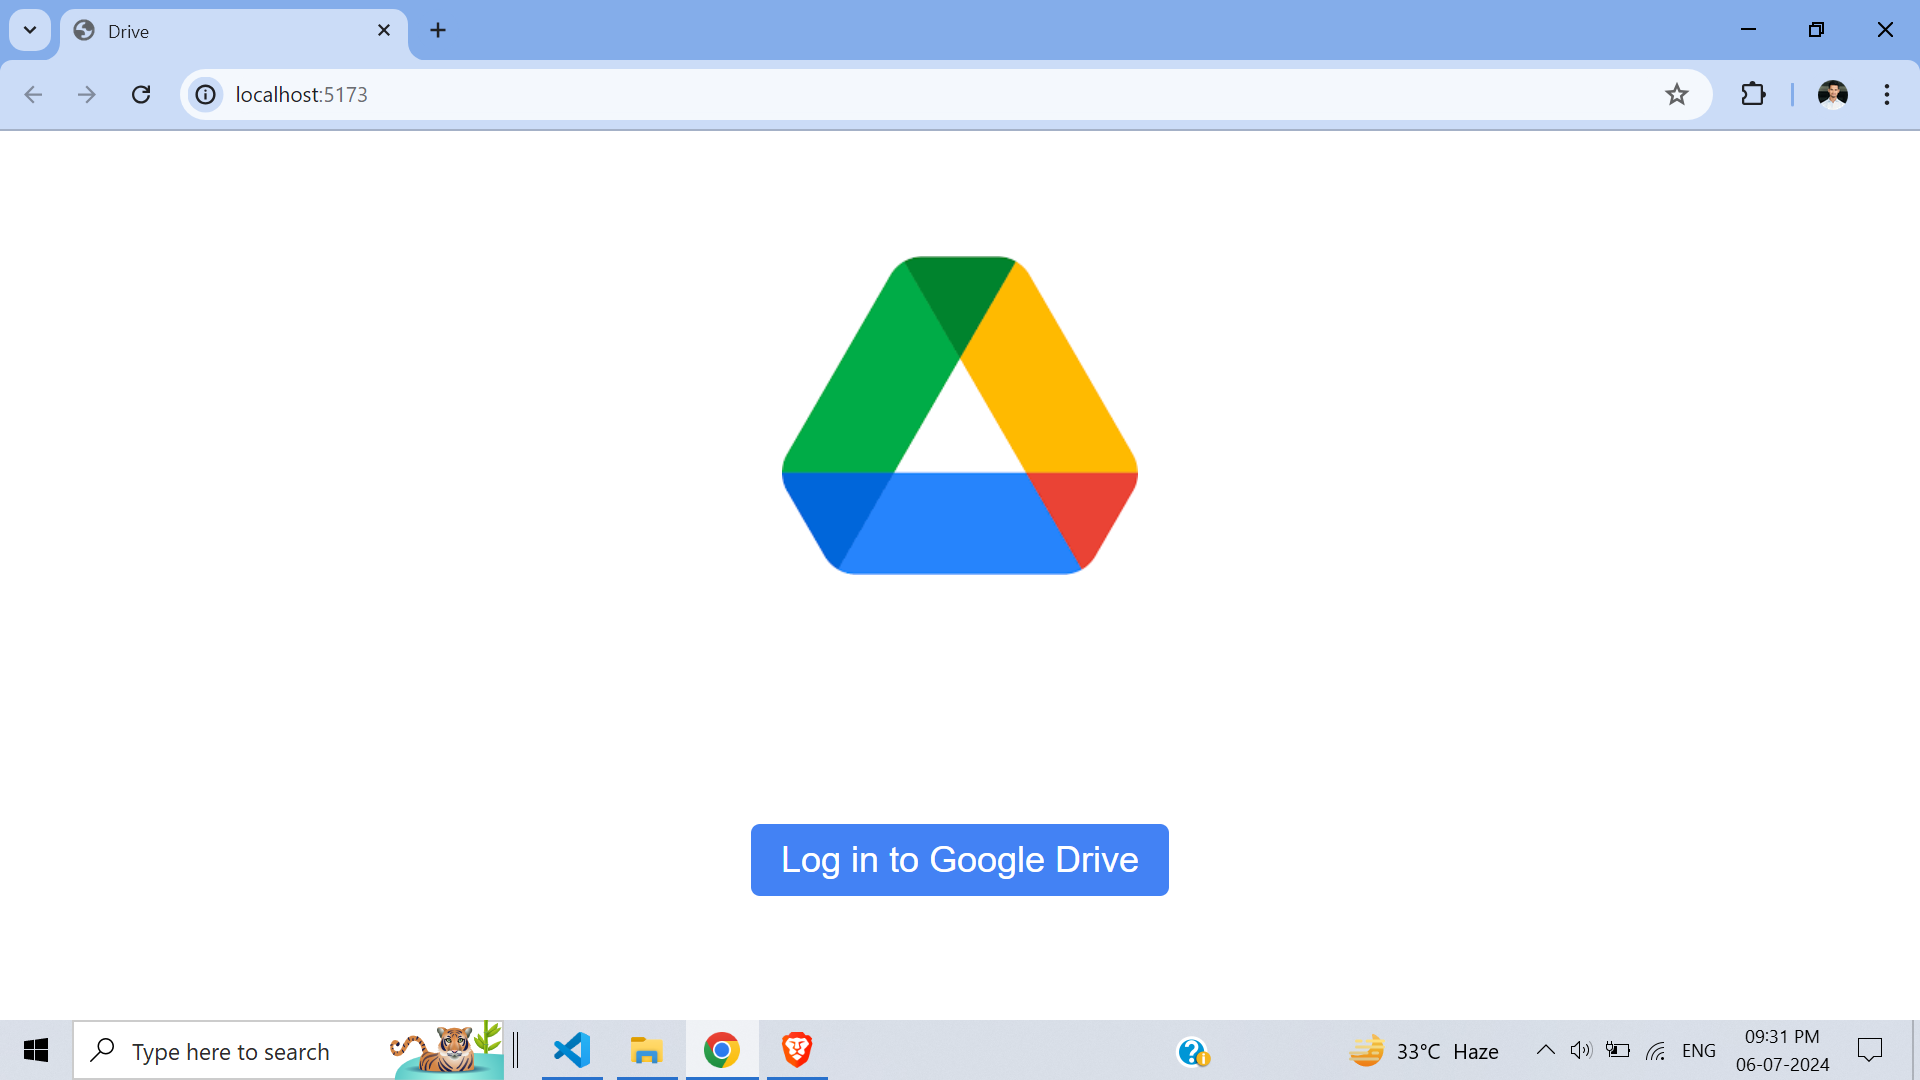 Drive
localhost:5173
Log in to Google Drive
Type here to search
33°C Haze
ENG
09:31 PM
06-07-2024